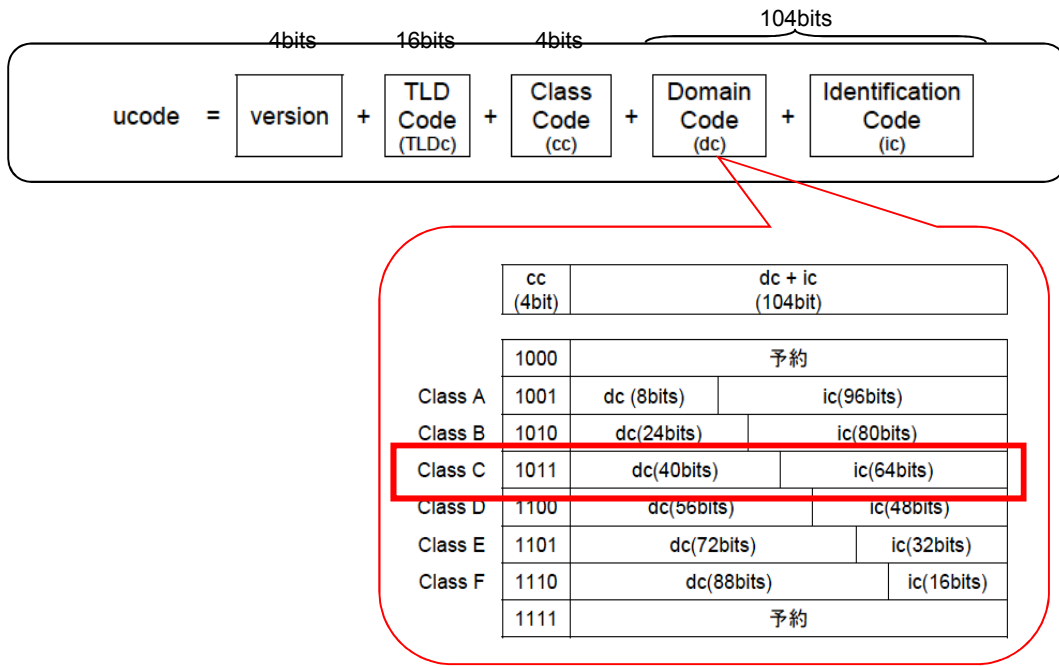 104bits
4bits 16bits 4bits
ucode = version + TLD Code (TLDc) + Class Code (cc) + Domain Code (dc) + Identification Code (ic)
cc (4bit) dc + ic (104bit)
1000 予約
Class A 1001 dc (8bits) ic(96bits)
Class B 1010 dc(24bits) ic(80bits)
Class C 1011 dc(40bits) ic(64bits)
Class D 1100 dc(56bits) ic(48bits)
Class E 1101 dc(72bits) ic(32bits)
Class F 1110 dc(88bits) ic(16bits)
1111 予約